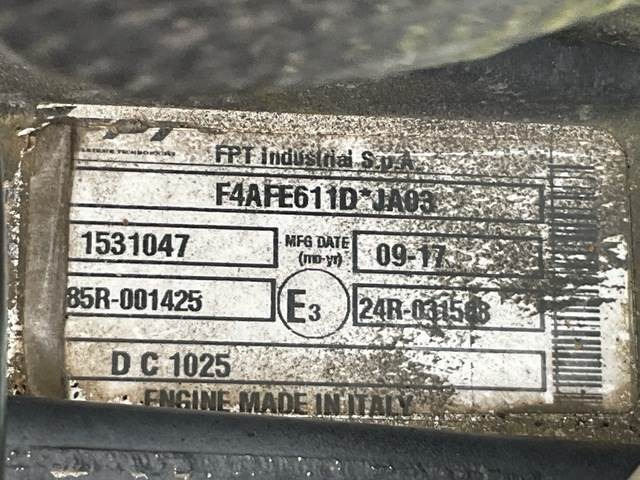 FPT Industrial S.p.A.
F4AFE611D*JA03
1531047 MFG DATE (mo-yr) 09-17
85R-001425 E3
D C 1025
ENGINE MADE IN ITALY